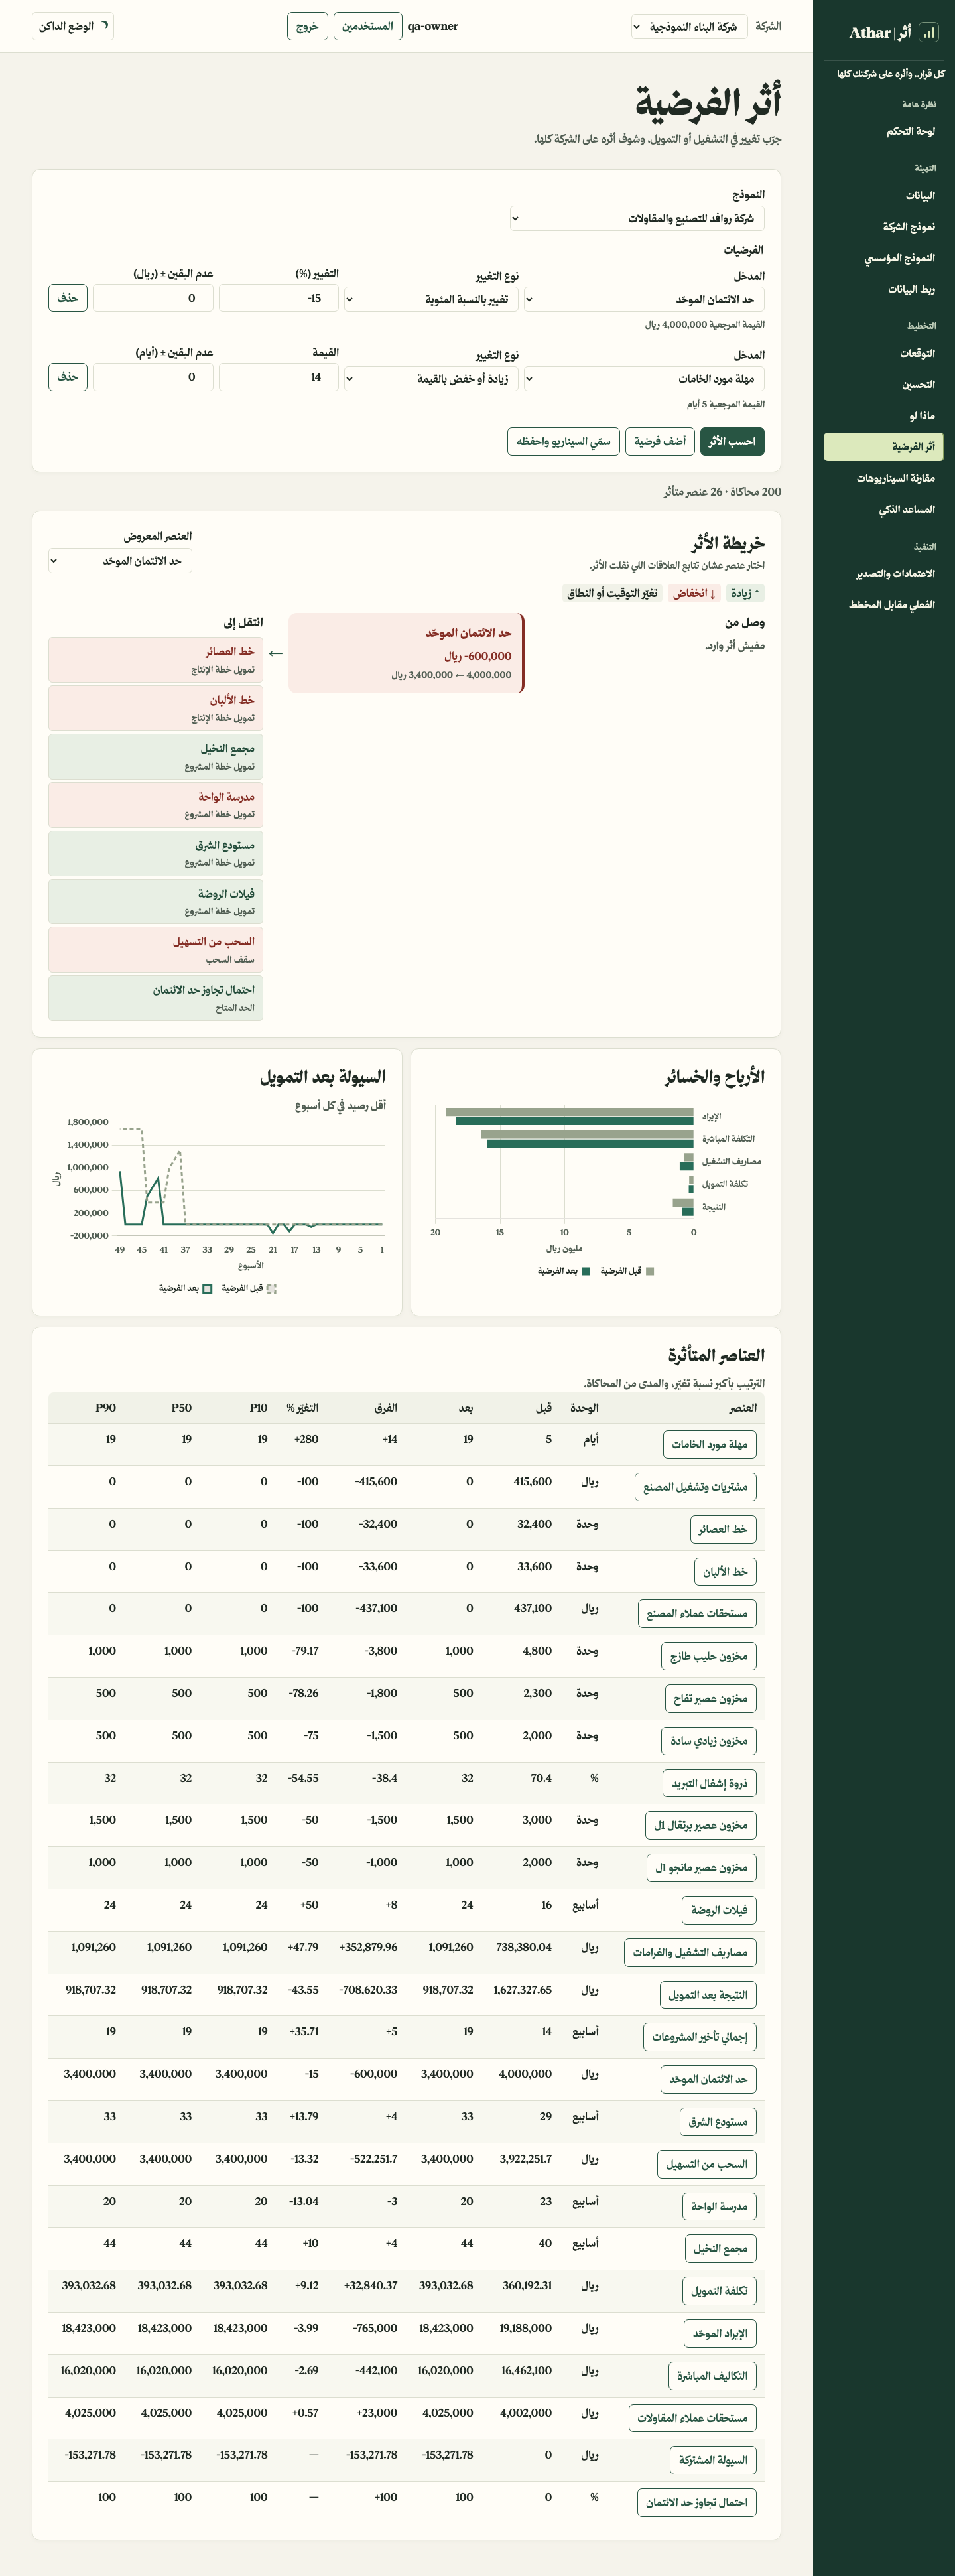 أثر | Athar
كل قرار.. وأثره على شركتك كلها
نظرة عامة
لوحة التحكم
التهيئة
البيانات
نموذج الشركة
النموذج المؤسسي
ربط البيانات
التخطيط
التوقعات
التحسين
ماذا لو
أثر الفرضية
مقارنة السيناريوهات
المساعد الذكي
التنفيذ
الاعتمادات والتصدير
الفعلي مقابل المخطط
الشركة شركة البناء النموذجية qa-owner المستخدمين خروج الوضع الداكن
أثر الفرضية
جرّب تغيير في التشغيل أو التمويل، وشوف أثره على الشركة كلها.
النموذج
شركة روافد للتصنيع والمقاولات
الفرضيات
المدخل نوع التغيير التغيير (%) عدم اليقين ± (ريال)
حد الائتمان الموحّد تغيير بالنسبة المئوية -15 0 حذف
القيمة المرجعية 4,000,000 ريال
المدخل نوع التغيير القيمة عدم اليقين ± (أيام)
مهلة مورد الخامات زيادة أو خفض بالقيمة 14 0 حذف
القيمة المرجعية 5 أيام
احسب الأثر أضف فرضية سمّي السيناريو واحفظه
200 محاكاة · 26 عنصر متأثر
خريطة الأثر
اختار عنصر عشان تتابع العلاقات اللي نقلت الأثر.
العنصر المعروض
حد الائتمان الموحّد
↑ زيادة ↓ انخفاض تغيّر التوقيت أو النطاق
وصل من
مفيش أثر وارد.
حد الائتمان الموحّد
-600,000 ريال
4,000,000 ← 3,400,000 ريال
←
انتقل إلى
خط العصائر
تمويل خطة الإنتاج
خط الألبان
تمويل خطة الإنتاج
مجمع النخيل
تمويل خطة المشروع
مدرسة الواحة
تمويل خطة المشروع
مستودع الشرق
تمويل خطة المشروع
فيلات الروضة
تمويل خطة المشروع
السحب من التسهيل
سقف السحب
احتمال تجاوز حد الائتمان
الحد المتاح
الأرباح والخسائر
الإيراد
التكلفة المباشرة
مصاريف التشغيل
تكلفة التمويل
النتيجة
20 15 10 5 0
مليون ريال
قبل الفرضية بعد الفرضية
السيولة بعد التمويل
أقل رصيد في كل أسبوع
1,800,000
1,400,000
1,000,000
600,000
200,000
-200,000
ريال
49 45 41 37 33 29 25 21 17 13 9 5 1
الأسبوع
قبل الفرضية بعد الفرضية
العناصر المتأثرة
الترتيب بأكبر نسبة تغيّر، والمدى من المحاكاة.
العنصر الوحدة قبل بعد الفرق التغيّر % P10 P50 P90
مهلة مورد الخامات أيام 5 19 +14 +280 19 19 19
مشتريات وتشغيل المصنع ريال 415,600 0 -415,600 -100 0 0 0
خط العصائر وحدة 32,400 0 -32,400 -100 0 0 0
خط الألبان وحدة 33,600 0 -33,600 -100 0 0 0
مستحقات عملاء المصنع ريال 437,100 0 -437,100 -100 0 0 0
مخزون حليب طازج وحدة 4,800 1,000 -3,800 -79.17 1,000 1,000 1,000
مخزون عصير تفاح وحدة 2,300 500 -1,800 -78.26 500 500 500
مخزون زبادي سادة وحدة 2,000 500 -1,500 -75 500 500 500
ذروة إشغال التبريد % 70.4 32 -38.4 -54.55 32 32 32
مخزون عصير برتقال 1ل وحدة 3,000 1,500 -1,500 -50 1,500 1,500 1,500
مخزون عصير مانجو 1ل وحدة 2,000 1,000 -1,000 -50 1,000 1,000 1,000
فيلات الروضة أسابيع 16 24 +8 +50 24 24 24
مصاريف التشغيل والغرامات ريال 738,380.04 1,091,260 +352,879.96 +47.79 1,091,260 1,091,260 1,091,260
النتيجة بعد التمويل ريال 1,627,327.65 918,707.32 -708,620.33 -43.55 918,707.32 918,707.32 918,707.32
إجمالي تأخير المشروعات أسابيع 14 19 +5 +35.71 19 19 19
حد الائتمان الموحّد ريال 4,000,000 3,400,000 -600,000 -15 3,400,000 3,400,000 3,400,000
مستودع الشرق أسابيع 29 33 +4 +13.79 33 33 33
السحب من التسهيل ريال 3,922,251.7 3,400,000 -522,251.7 -13.32 3,400,000 3,400,000 3,400,000
مدرسة الواحة أسابيع 23 20 -3 -13.04 20 20 20
مجمع النخيل أسابيع 40 44 +4 +10 44 44 44
تكلفة التمويل ريال 360,192.31 393,032.68 +32,840.37 +9.12 393,032.68 393,032.68 393,032.68
الإيراد الموحّد ريال 19,188,000 18,423,000 -765,000 -3.99 18,423,000 18,423,000 18,423,000
التكاليف المباشرة ريال 16,462,100 16,020,000 -442,100 -2.69 16,020,000 16,020,000 16,020,000
مستحقات عملاء المقاولات ريال 4,002,000 4,025,000 +23,000 +0.57 4,025,000 4,025,000 4,025,000
السيولة المشتركة ريال 0 -153,271.78 -153,271.78 — -153,271.78 -153,271.78 -153,271.78
احتمال تجاوز حد الائتمان % 0 100 +100 — 100 100 100